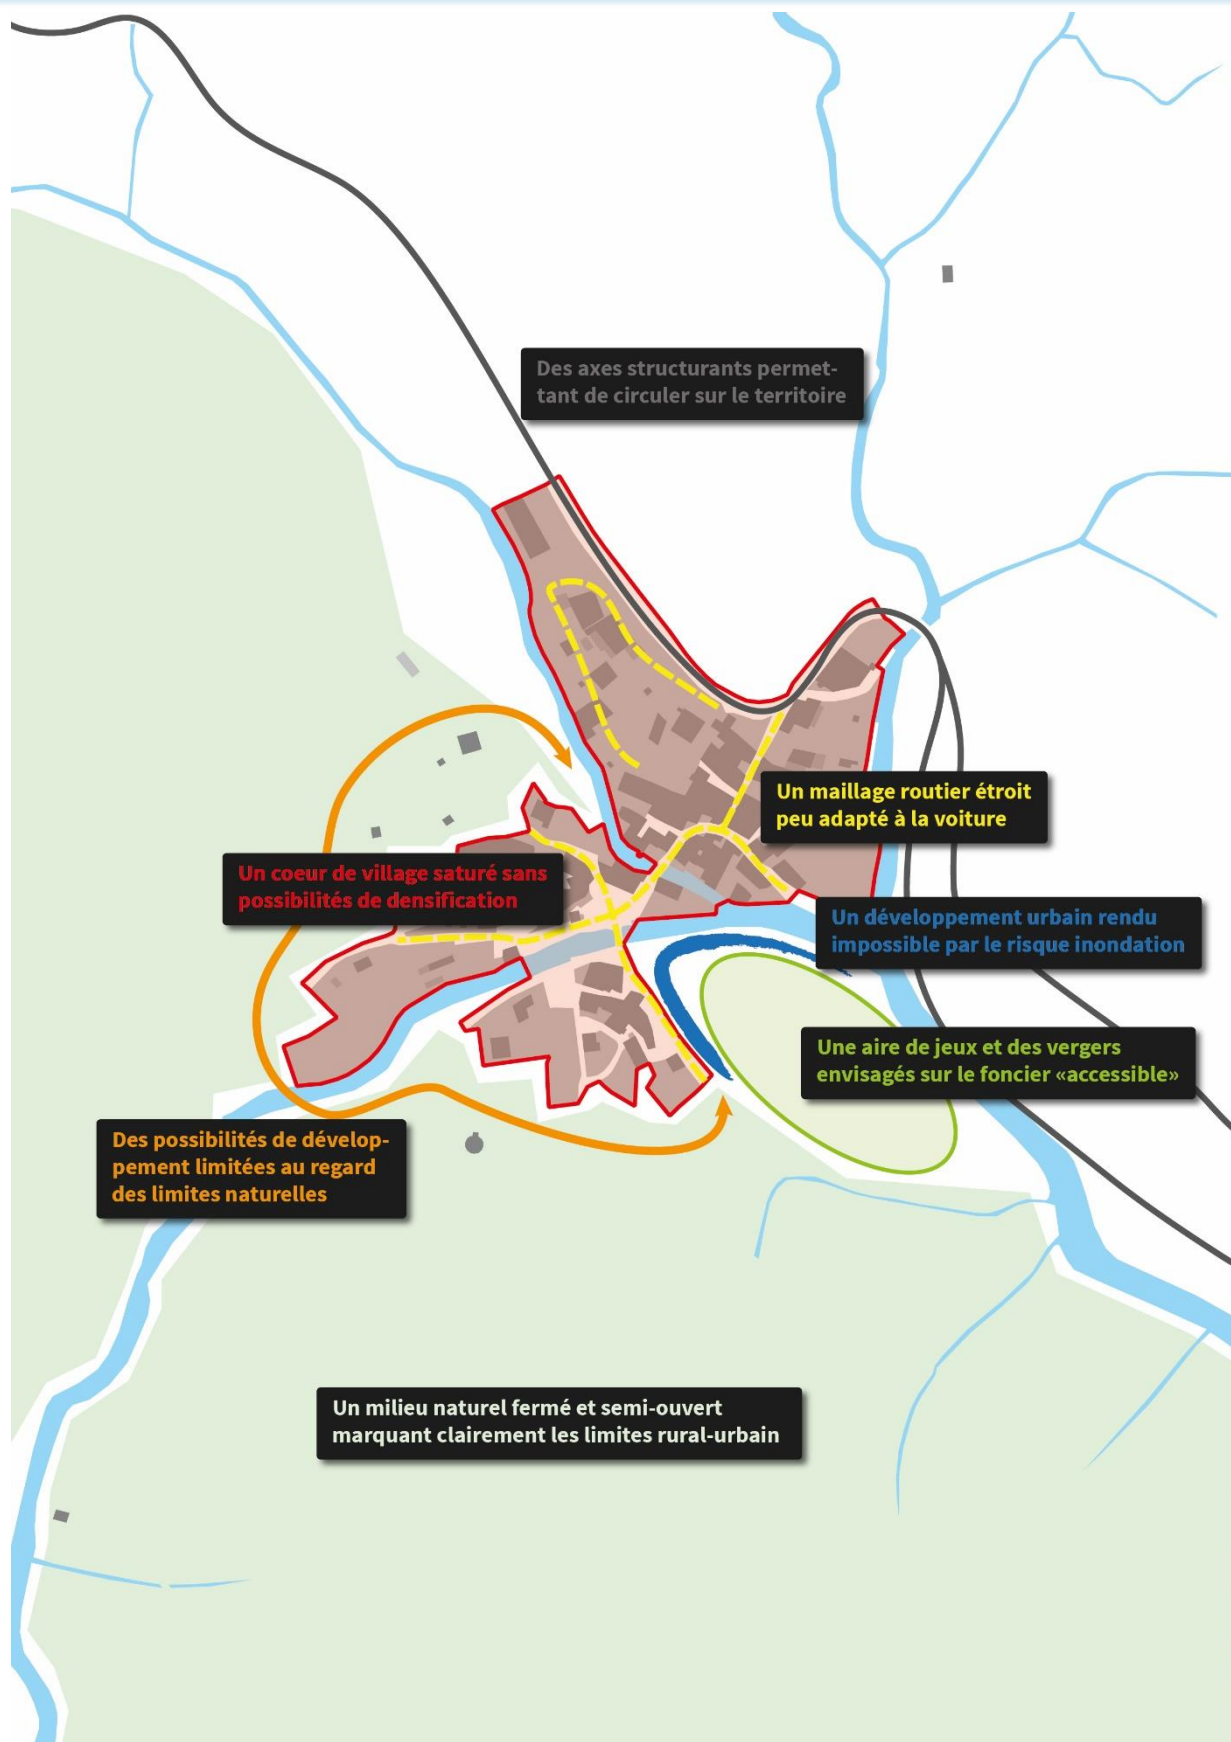 Des axes structurants permet-
tant de circuler sur le territoire
Un maillage routier étroit
peu adapté à la voiture
Un coeur de village saturé sans
possibilités de densification
Un développement urbain rendu
impossible par le risque inondation
Une aire de jeux et des vergers
envisagés sur le foncier «accessible»
Des possibilités de dévelop-
pement limitées au regard
des limites naturelles
Un milieu naturel fermé et semi-ouvert
marquant clairement les limites rural-urbain